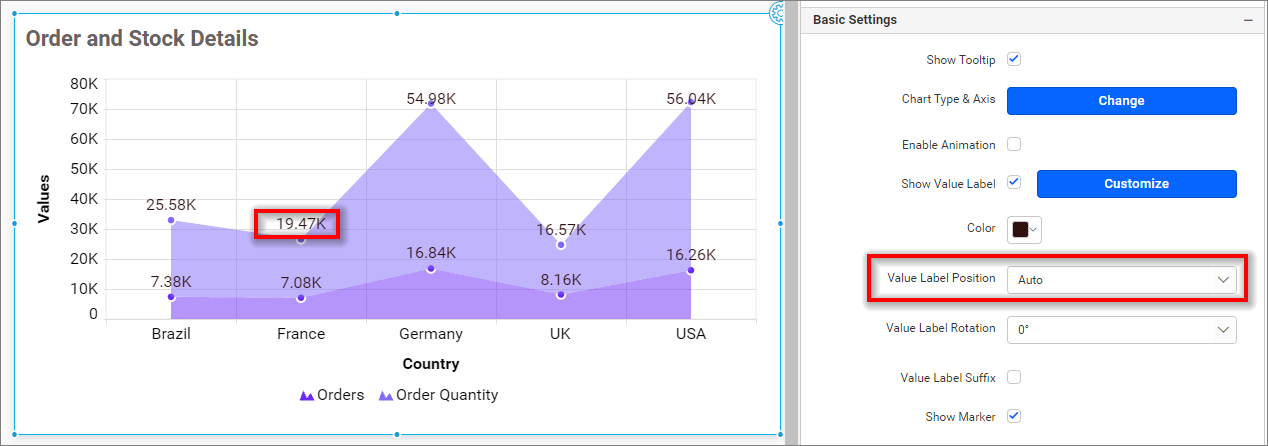 Order and Stock Details
80K
70K
60K
50K
40K
30K
20K
10K
0
Values
54.98K
56.04K
25.58K
19.47K
16.57K
16.84K
16.26K
7.38K
7.08K
8.16K
Brazil
France
Germany
UK
USA
Country
Orders
Order Quantity
Basic Settings
Show Tooltip
Chart Type & Axis
Change
Enable Animation
Show Value Label
Customize
Color
Value Label Position
Auto
Value Label Rotation
0°
Value Label Suffix
Show Marker